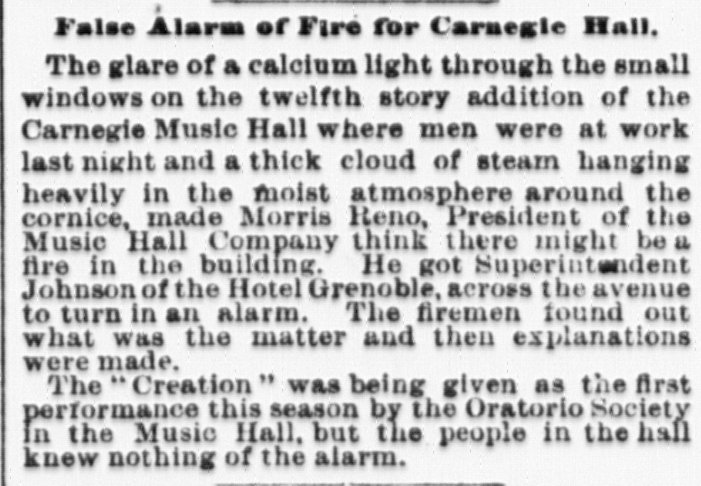 False Alarm of Fire for Carnegie Hall.
The glare of a calcium light through the small
windows on the twelfth story addition of the
Carnegie Music Hall where men were at work
last night and a thick cloud of steam hanging
heavily in the moist atmosphere around the
cornice, made Morris Reno, President of the
Music Hall Company think there might be a
fire in the building. He got Superintendent
Johnson of the Hotel Grenoble, across the avenue
to turn in an alarm. The firemen found out
what was the matter and then explanations
were made.
The "Creation" was being given as the first
performance this season by the Oratorio Society
in the Music Hall, but the people in the hall
knew nothing of the alarm.